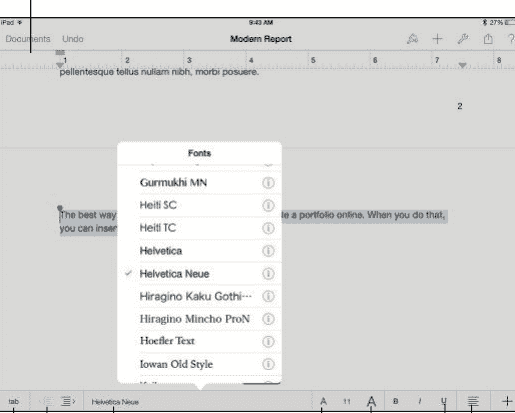 iPad 9:43 AM 27%
Documents Undo Modern Report
1 2 3 4 5 6 7 8
pellentesque tellus nullam nibh, morbi posuere.
2
Fonts
Gurmukhi MN
Heiti SC
Heiti TC
The best way
te a portfolio online. When you do that,
you can inser
Helvetica
✓ Helvetica Neue
Hiragino Kaku Gothi…
Hiragino Mincho ProN
Hoefler Text
Iowan Old Style
tab Helvetica Neue A 11 A B I U